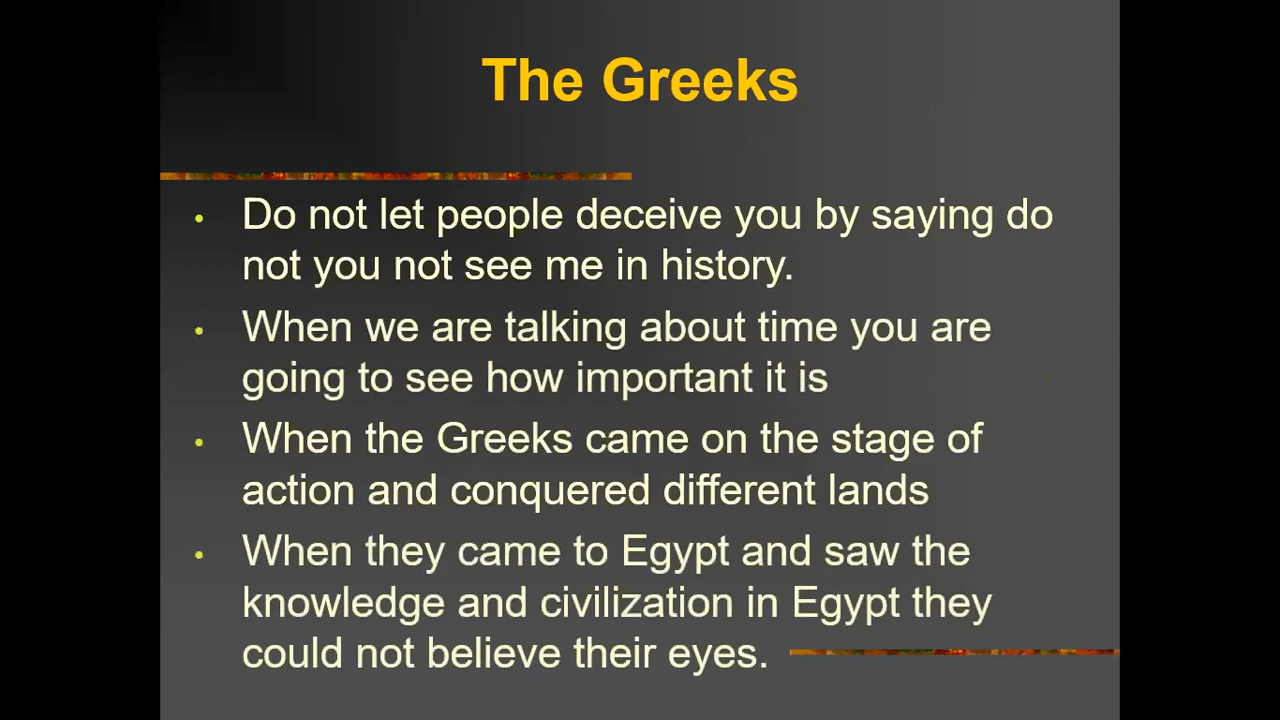 The Greeks
• Do not let people deceive you by saying do
not you not see me in history.
• When we are talking about time you are
going to see how important it is
• When the Greeks came on the stage of
action and conquered different lands
• When they came to Egypt and saw the
knowledge and civilization in Egypt they
could not believe their eyes.